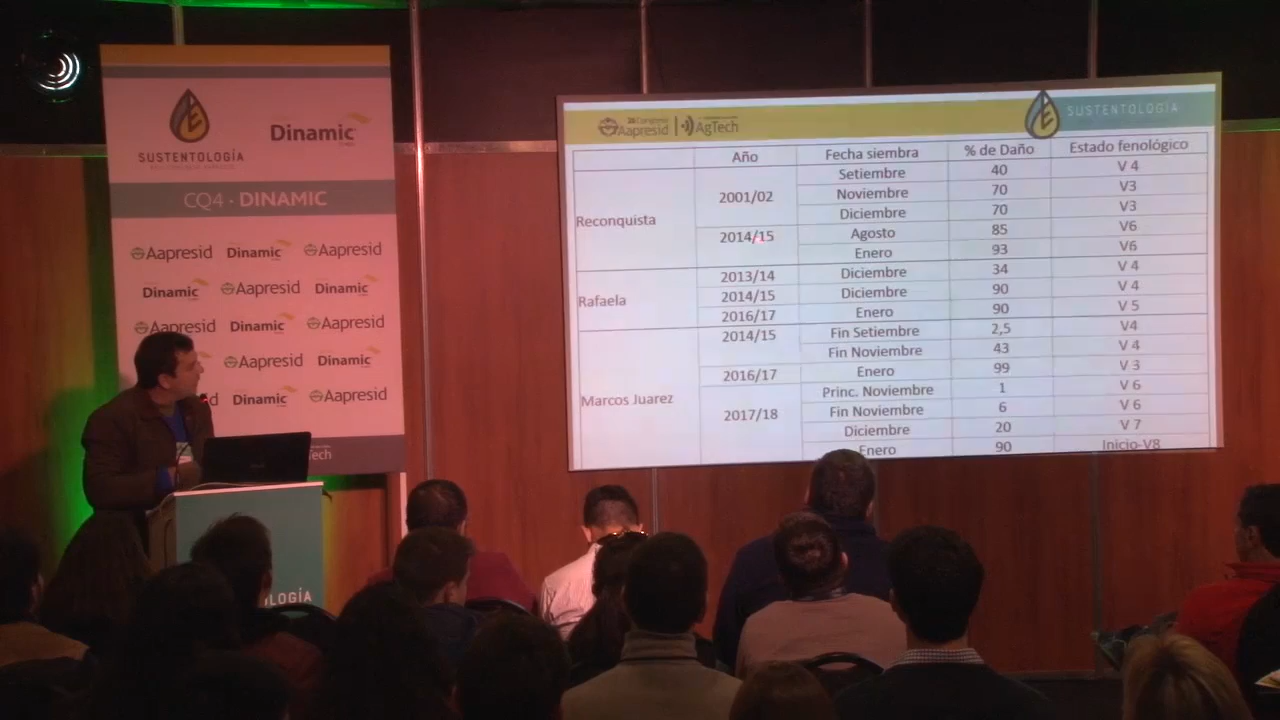 SUSTENTOLOGÍA
Dinamic
CQ4 - DINAMIC
Aapresid Dinamic Aapresid
Dinamic Aapresid Dinamic
Aapresid Dinamic Aapresid
Aapresid Dinamic
d Dinamic Aapresid
Tech
LOGÍA
Congreso
Aapresid
AgTech
SUSTENTOLOGÍA
Año Fecha siembra % de Daño Estado fenológico
Reconquista 2001/02 Setiembre 40 V 4
Noviembre 70 V3
Diciembre 70 V3
2014/15 Agosto 85 V6
Enero 93 V6
Rafaela 2013/14 Diciembre 34 V 4
2014/15 Diciembre 90 V 4
2016/17 Enero 90 V 5
Marcos Juarez 2014/15 Fin Setiembre 2,5 V4
Fin Noviembre 43 V 4
2016/17 Enero 99 V 3
2017/18 Princ. Noviembre 1 V 6
Fin Noviembre 6 V 6
Diciembre 20 V 7
Enero 90 Inicio-V8